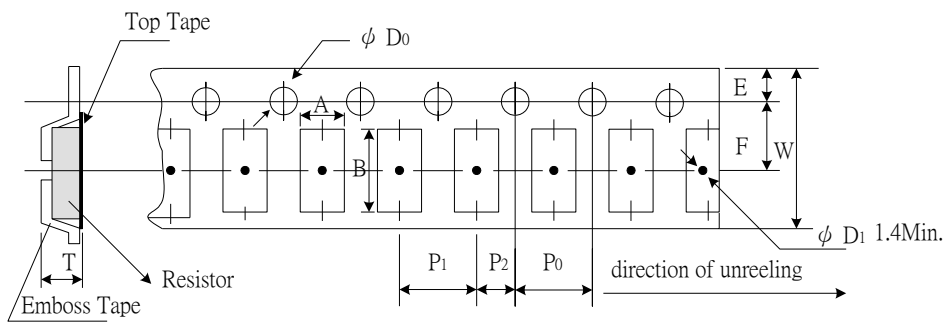 Top Tape
ϕ D0
A
E
B
F
W
ϕ D1 1.4Min.
T
Resistor
P1
P2
P0
direction of unreeling
Emboss Tape